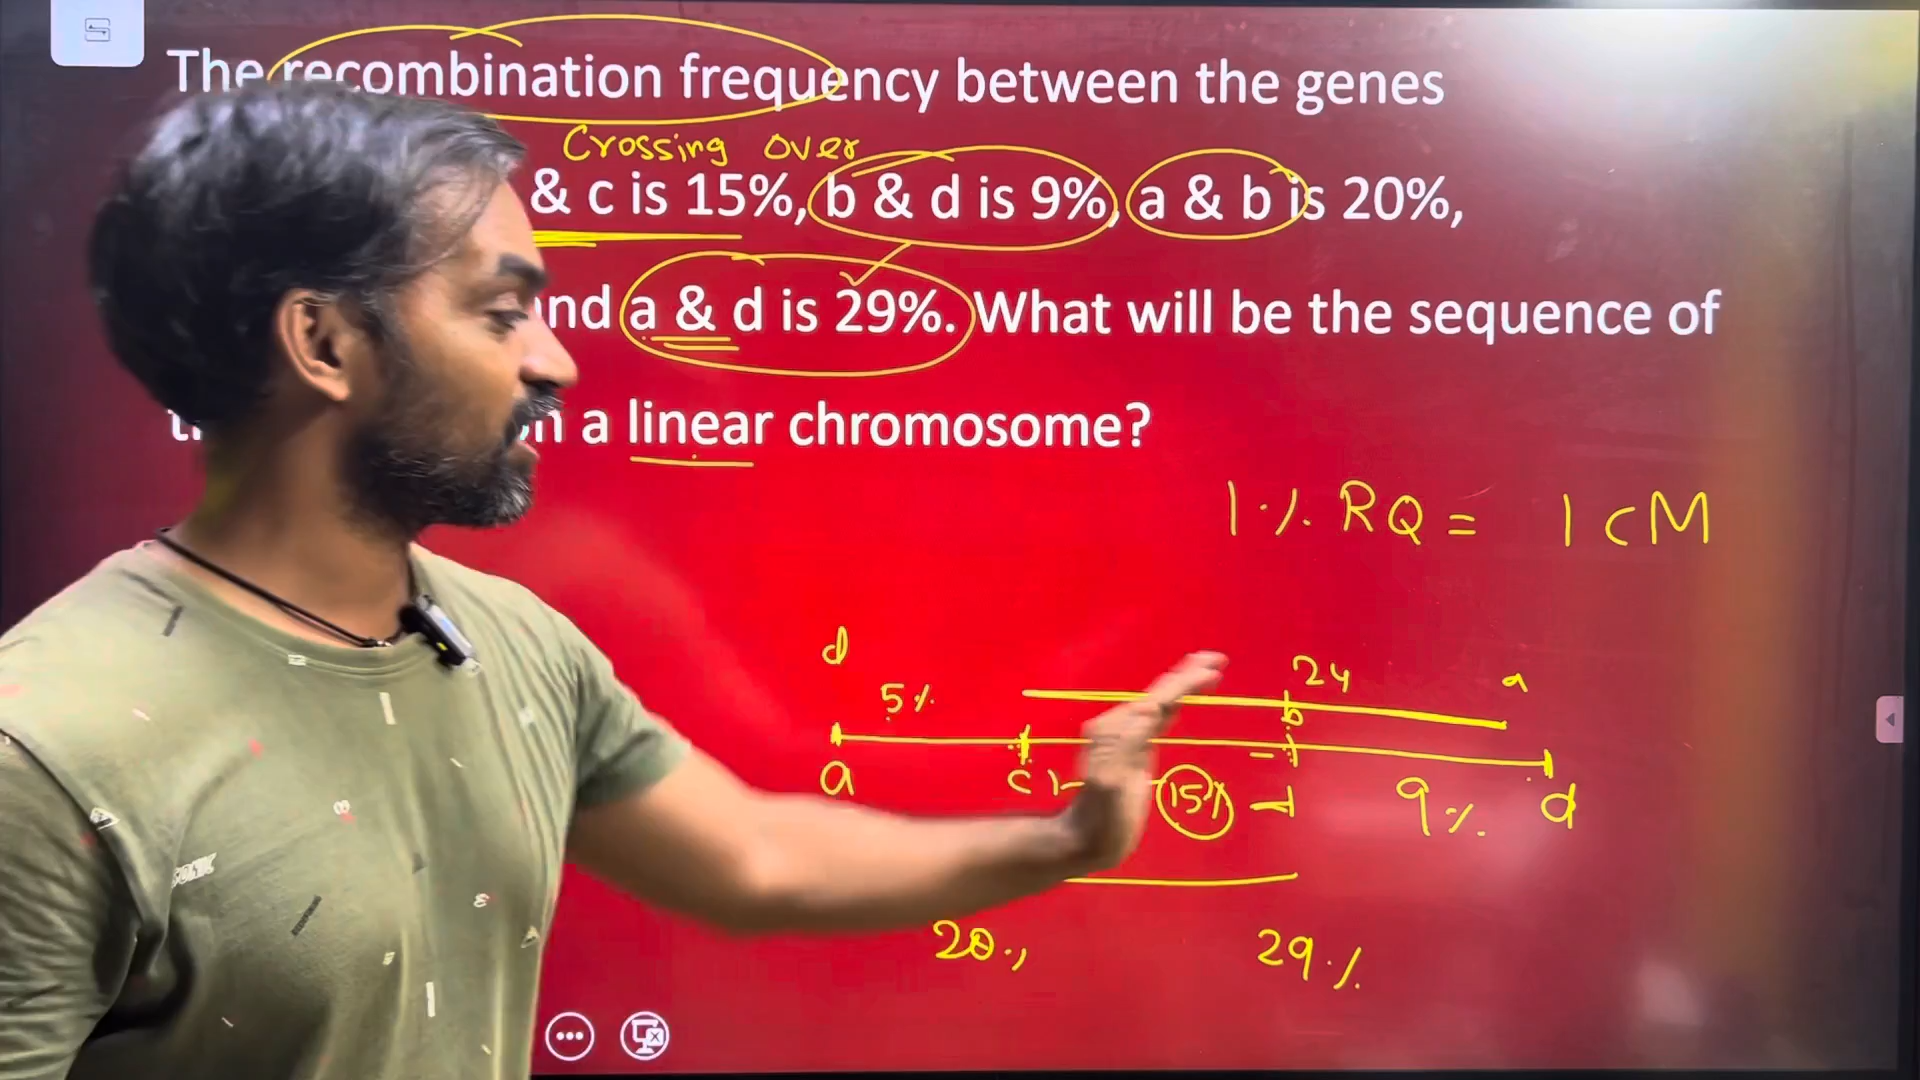 The recombination frequency between the genes
Crossing over
& c is 15%, b & d is 9%, a & b is 20%,
nd a & d is 29%. What will be the sequence of
n a linear chromosome?
1 % RQ = 1 cM
d
5% 24 a
b
a c 15% 9% d
20 29%